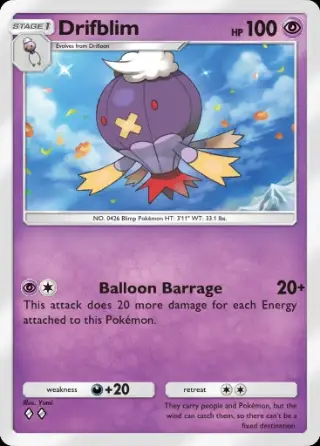 STAGE 1
Drifblim
HP 100
Evolves from Drifloon
NO. 0426 Blimp Pokémon HT: 3'11" WT: 33.1 lbs.
Balloon Barrage 20+
This attack does 20 more damage for each Energy
attached to this Pokémon.
weakness +20
retreat
Illus. Yumi
They carry people and Pokémon, but the
wind can catch them, so there can't be a
fixed destination.